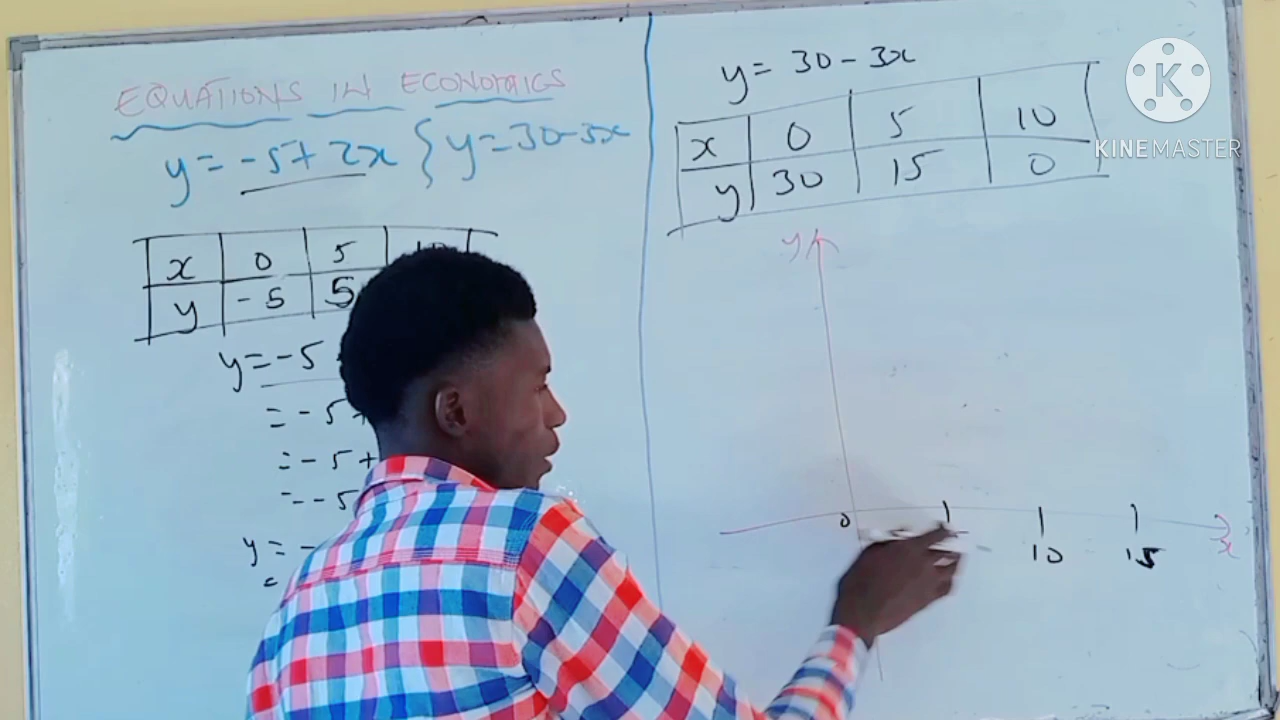 EQUATIONS IN ECONOMICS
y = -5 + 2x { y = 30 - 3x
x 0 5
y -5 5
y = -5
= -5
= -5 +
= -5
y = -
=
y = 30 - 3x
x 0 5 10
y 30 15 0
y
0
10 15
x
K
KINEMASTER